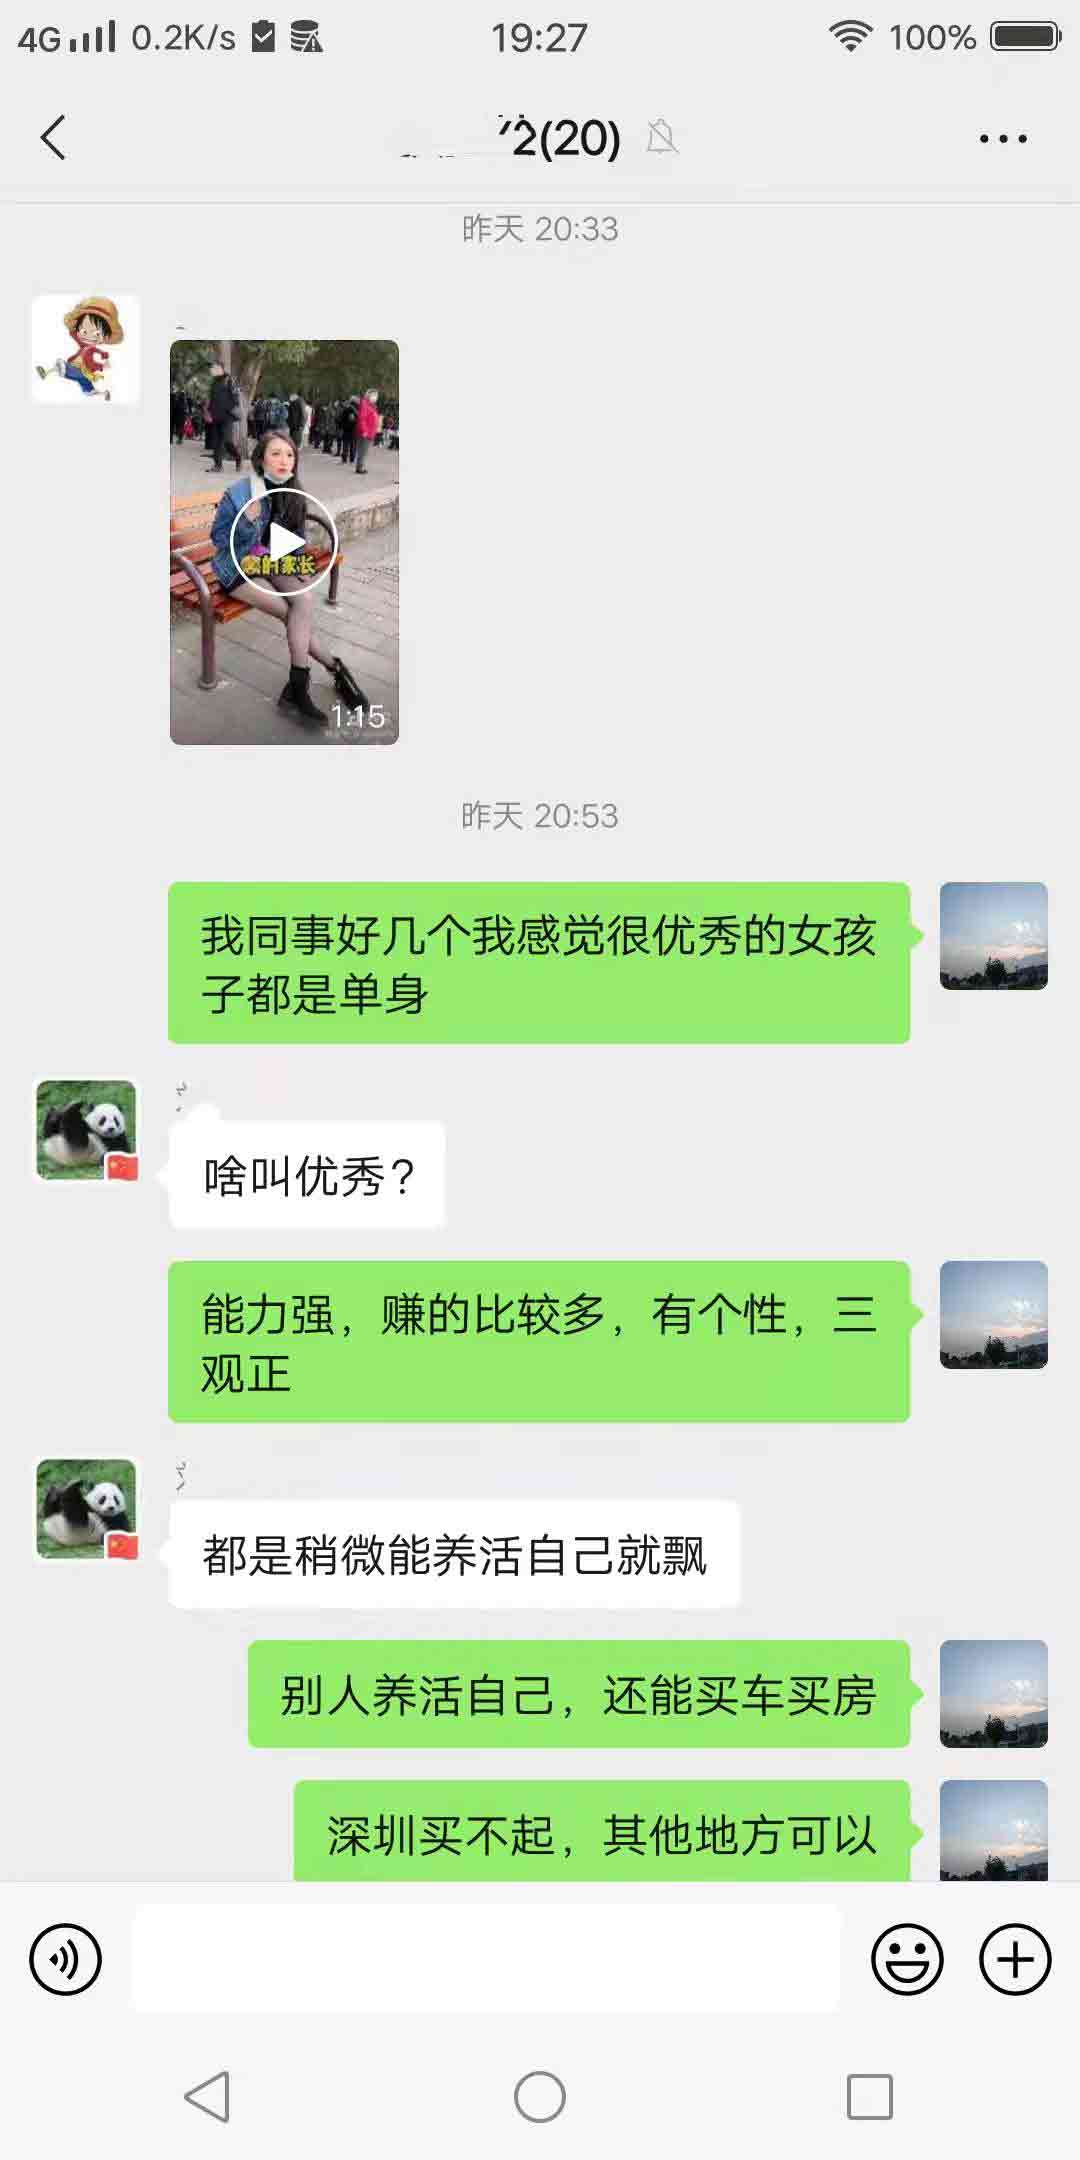 4G 0.2K/s 19:27 100%
2(20)
昨天 20:33
的家长
1:15
昨天 20:53
我同事好几个我感觉很优秀的女孩
子都是单身
啥叫优秀？
能力强，赚的比较多，有个性，三
观正
都是稍微能养活自己就飘
别人养活自己，还能买车买房
深圳买不起，其他地方可以